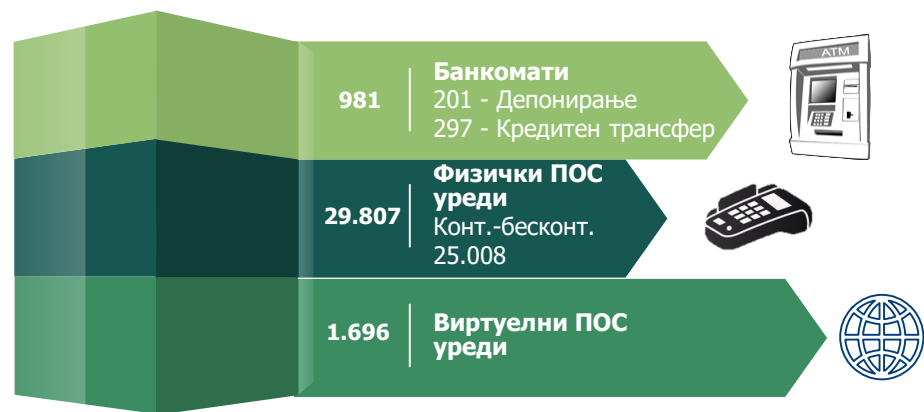 981
Банкомати
201 - Депонирање
297 - Кредитен трансфер
ATM
29.807
Физички ПОС
уреди
Конт.-бесконт.
25.008
1.696
Виртуелни ПОС
уреди